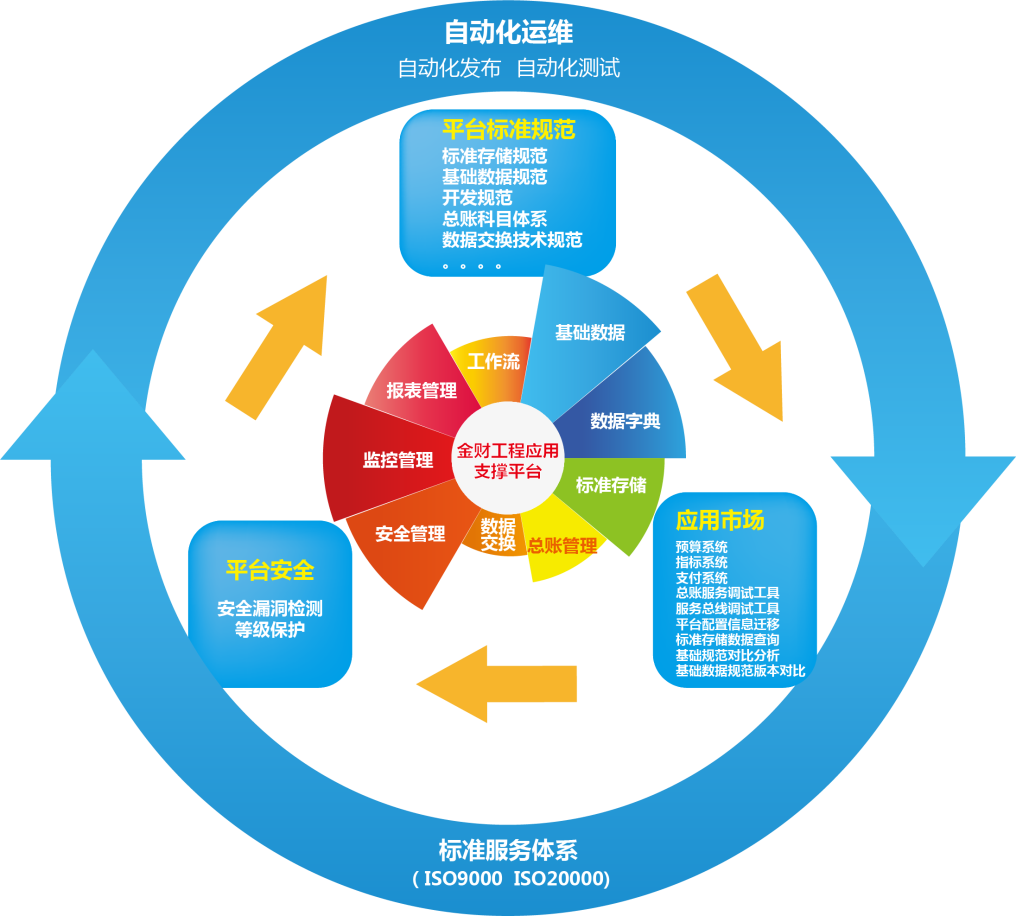 自动化运维
自动化发布 自动化测试
平台标准规范
标准存储规范
基础数据规范
开发规范
总账科目体系
数据交换技术规范
。。。。
基础数据
工作流
报表管理
数据字典
监控管理
金财工程应用
支撑平台
标准存储
安全管理
数据
交换
总账管理
应用市场
预算系统
指标系统
支付系统
总账服务调试工具
服务总线调试工具
平台配置信息迁移
标准存储数据查询
基础规范对比分析
基础数据规范版本对比
平台安全
安全漏洞检测
等级保护
标准服务体系
( ISO9000 ISO20000)